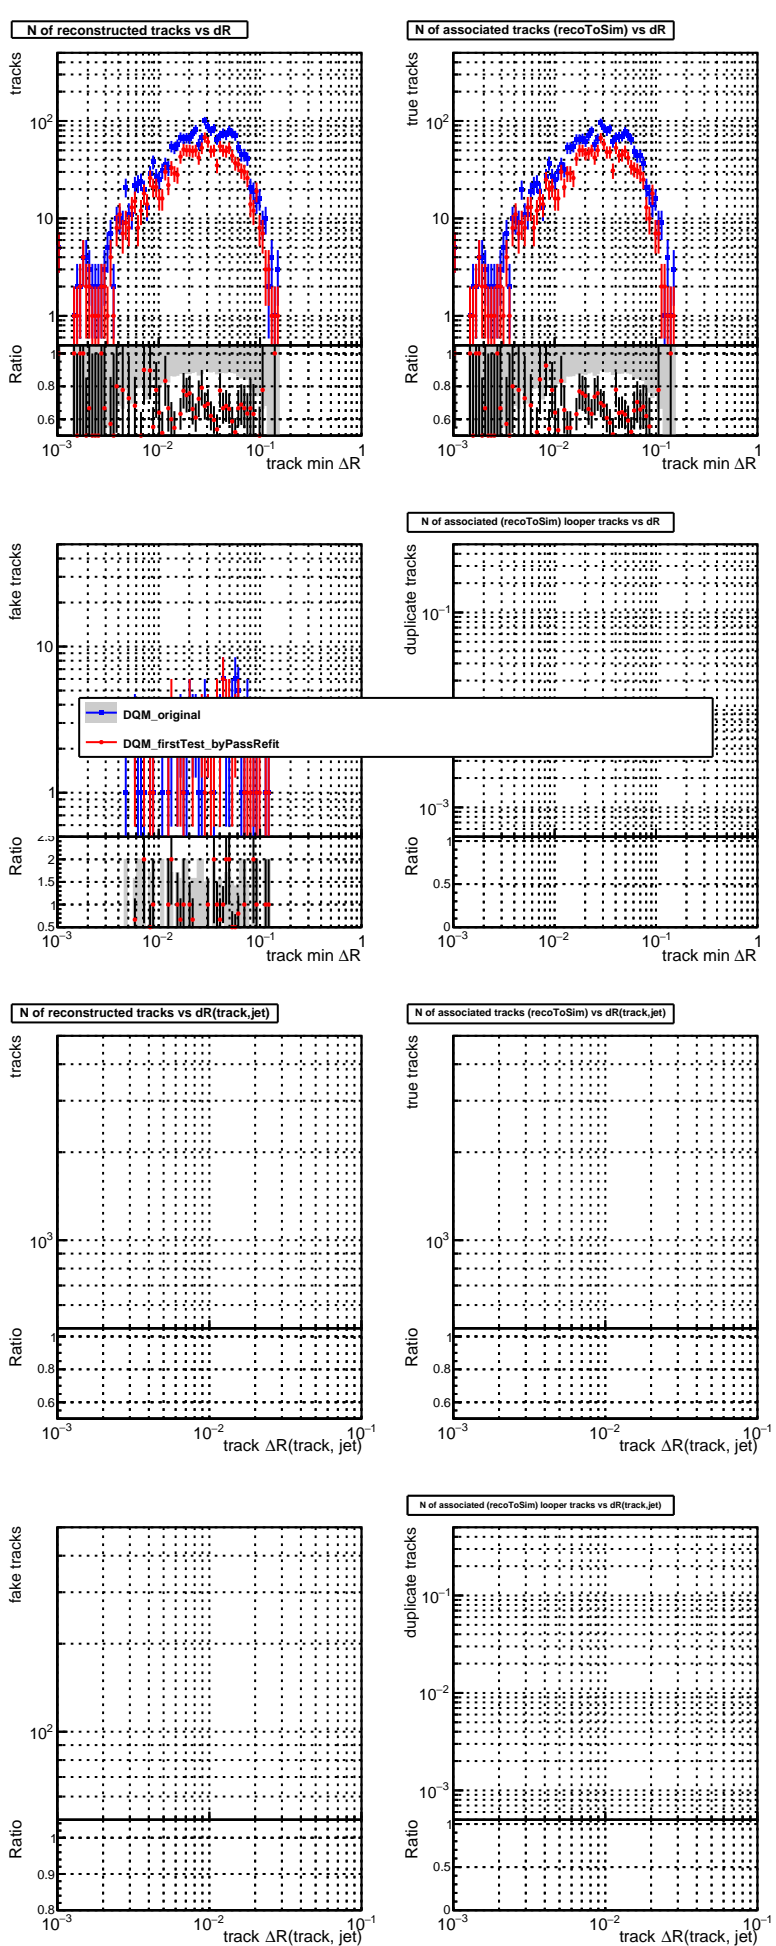 N of reconstructed tracks vs dR
tracks
10²
10
1
Ratio
1
0.8
0.6
10⁻³
10⁻²
10⁻¹
1
track min ΔR
N of associated tracks (recoToSim) vs dR
true tracks
10²
10
1
Ratio
1
0.8
0.6
10⁻³
10⁻²
10⁻¹
1
track min ΔR
fake tracks
10
1
Ratio
2.5
2
1.5
1
0.5
10⁻³
10⁻²
10⁻¹
1
track min ΔR
N of associated (recoToSim) looper tracks vs dR
duplicate tracks
10⁻¹
10⁻³
Ratio
1
0.5
0
10⁻³
10⁻²
10⁻¹
1
track min ΔR
DQM_original
DQM_firstTest_byPassRefit
N of reconstructed tracks vs dR(track,jet)
tracks
10³
Ratio
1
0.8
0.6
10⁻³
10⁻²
10⁻¹
track ΔR(track, jet)
N of associated tracks (recoToSim) vs dR(track,jet)
true tracks
10³
Ratio
1
0.8
0.6
10⁻³
10⁻²
10⁻¹
track ΔR(track, jet)
fake tracks
10²
Ratio
1
0.9
0.8
10⁻³
10⁻²
10⁻¹
track ΔR(track, jet)
N of associated (recoToSim) looper tracks vs dR(track,jet)
duplicate tracks
10⁻¹
10⁻²
10⁻³
Ratio
1
0.5
0
10⁻³
10⁻²
10⁻¹
track ΔR(track, jet)